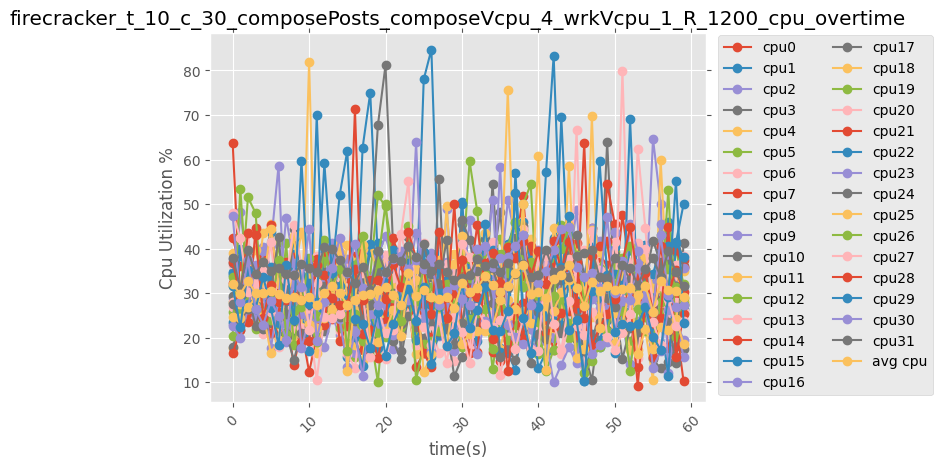 firecracker_t_10_c_30_composePosts_composeVcpu_4_wrkVcpu_1_R_1200_cpu_overtime
Cpu Utilization %
80
70
60
50
40
30
20
10
0
10
20
30
40
50
60
time(s)
cpu0
cpu1
cpu2
cpu3
cpu4
cpu5
cpu6
cpu7
cpu8
cpu9
cpu10
cpu11
cpu12
cpu13
cpu14
cpu15
cpu16
cpu17
cpu18
cpu19
cpu20
cpu21
cpu22
cpu23
cpu24
cpu25
cpu26
cpu27
cpu28
cpu29
cpu30
cpu31
avg cpu